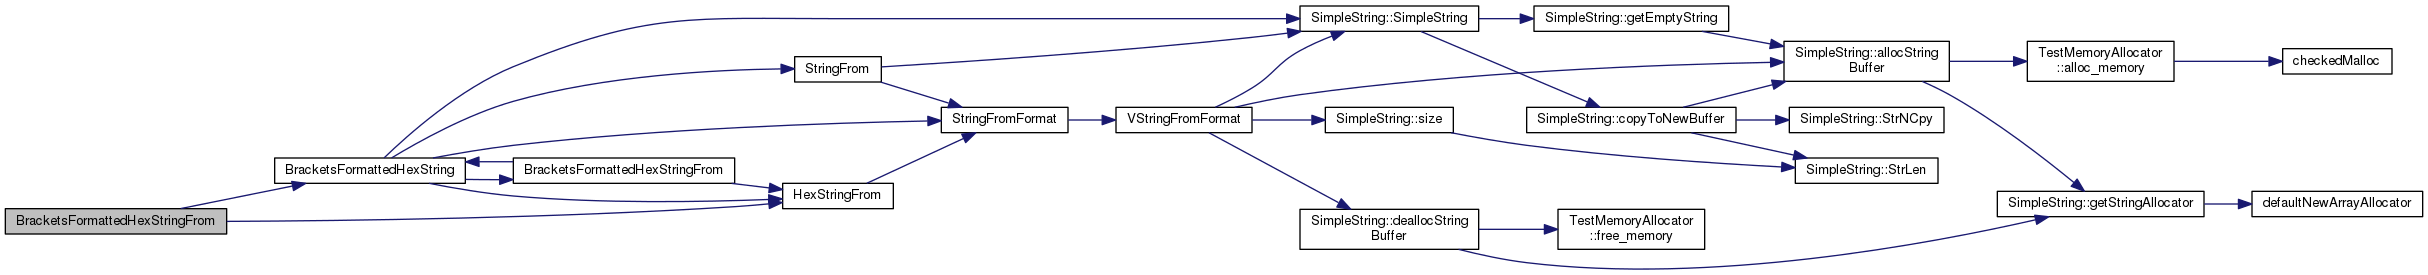 BracketsFormattedHexStringFrom
BracketsFormattedHexString
BracketsFormattedHexStringFrom
StringFrom
HexStringFrom
StringFromFormat
VStringFromFormat
SimpleString::SimpleString
SimpleString::size
SimpleString::deallocString
Buffer
SimpleString::getEmptyString
SimpleString::copyToNewBuffer
TestMemoryAllocator
::free_memory
SimpleString::allocString
Buffer
SimpleString::StrNCpy
SimpleString::StrLen
TestMemoryAllocator
::alloc_memory
SimpleString::getStringAllocator
checkedMalloc
defaultNewArrayAllocator